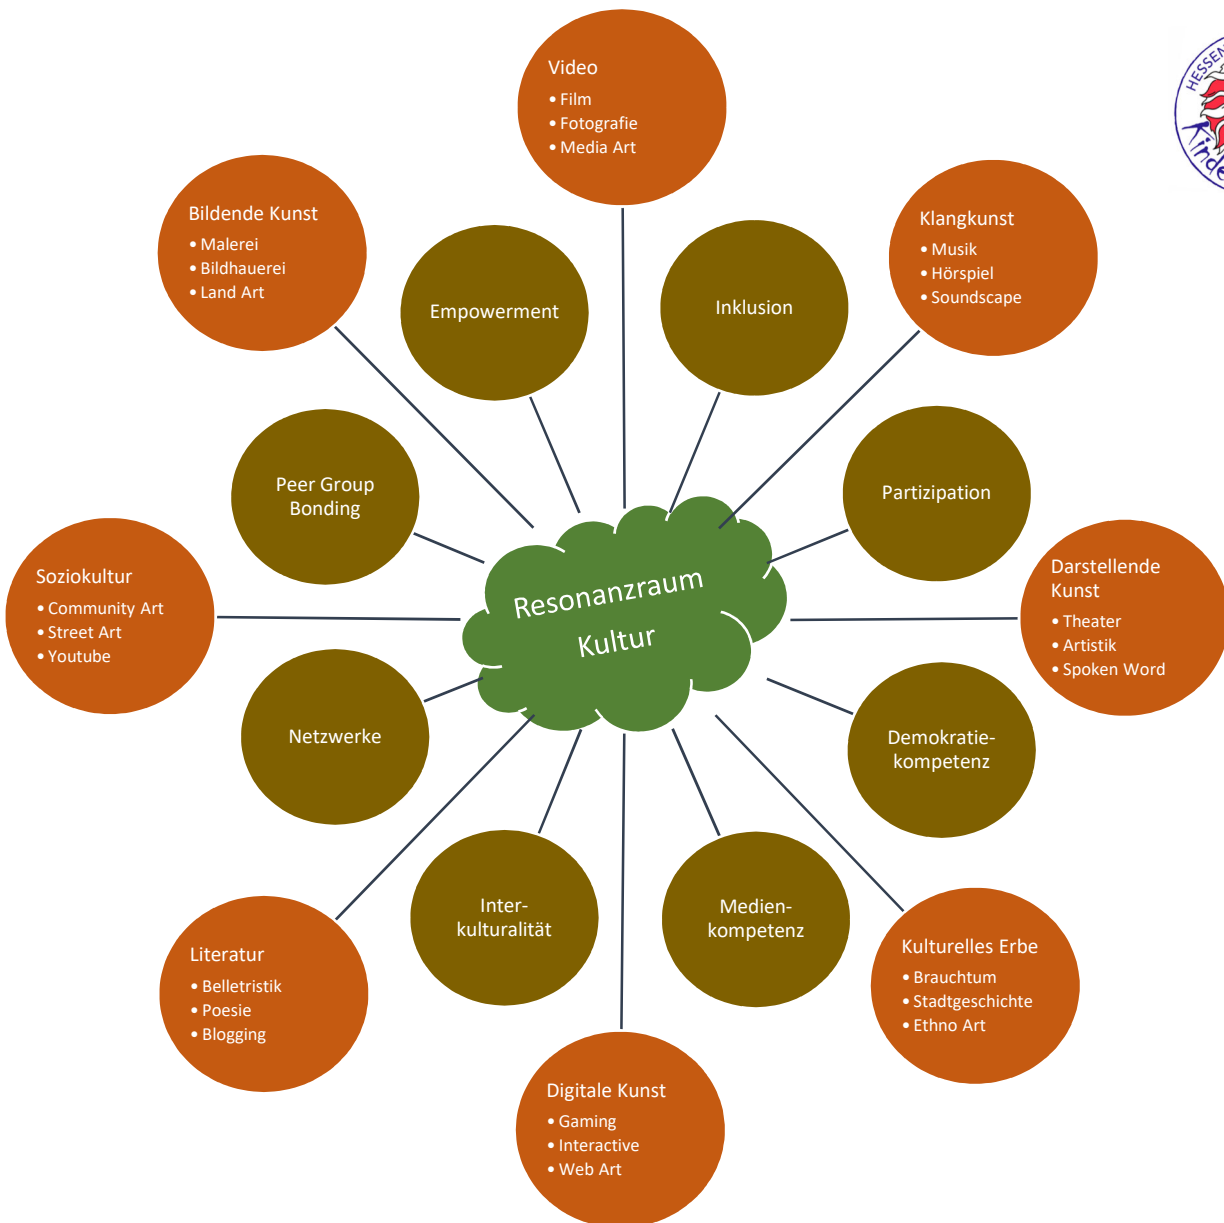 Video
• Film
• Fotografie
• Media Art
HESSEN
Kinde
Bildende Kunst
• Malerei
• Bildhauerei
• Land Art
Klangkunst
• Musik
• Hörspiel
• Soundscape
Empowerment
Inklusion
Peer Group
Bonding
Partizipation
Soziokultur
• Community Art
• Street Art
• Youtube
Resonanzraum
Kultur
Darstellende
Kunst
• Theater
• Artistik
• Spoken Word
Netzwerke
Demokratie-
kompetenz
Inter-
kulturalität
Medien-
kompetenz
Literatur
• Belletristik
• Poesie
• Blogging
Kulturelles Erbe
• Brauchtum
• Stadtgeschichte
• Ethno Art
Digitale Kunst
• Gaming
• Interactive
• Web Art